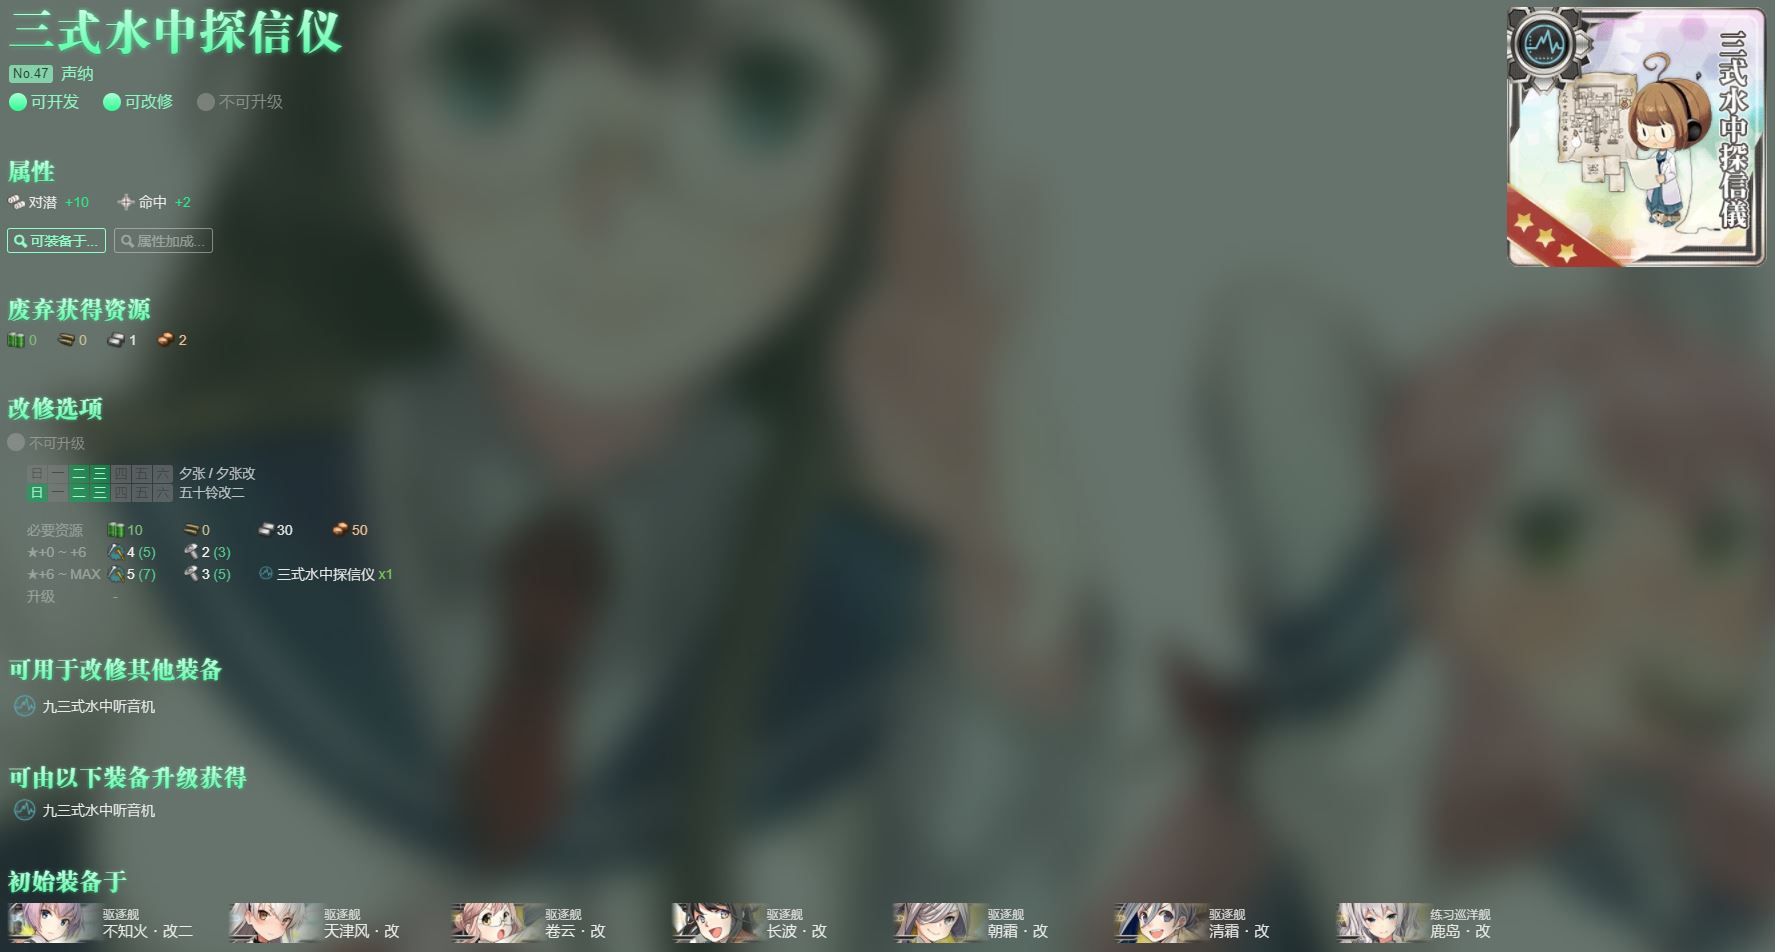 三式水中探信仪
No.47 声纳
可开发 可改修 不可升级
三式水中探信儀
属性
对潜 +10 命中 +2
可装备于... 属性加成...
废弃获得资源
0 0 1 2
改修选项
不可升级
日 一 二 三 四 五 六 夕张 / 夕张改
日 一 二 三 四 五 六 五十铃改二
必要资源 10 0 30 50
★+0 ~ +6 4 (5) 2 (3)
★+6 ~ MAX 5 (7) 3 (5) 三式水中探信仪 x1
升级 -
可用于改修其他装备
九三式水中听音机
可由以下装备升级获得
九三式水中听音机
初始装备于
驱逐舰 驱逐舰 驱逐舰 驱逐舰 驱逐舰 驱逐舰 练习巡洋舰
不知火 · 改二 天津风 · 改 卷云 · 改 长波 · 改 朝霜 · 改 清霜 · 改 鹿岛 · 改